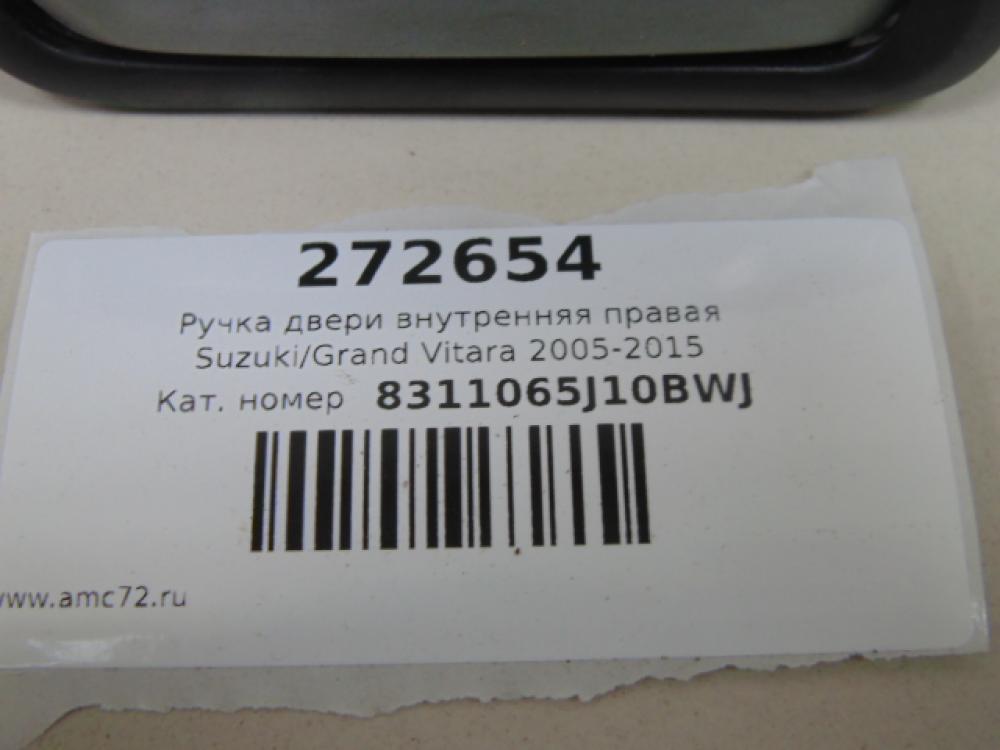 272654
Ручка двери внутренняя правая
Suzuki/Grand Vitara 2005-2015
Кат. номер 8311065J10BWJ
www.amc72.ru